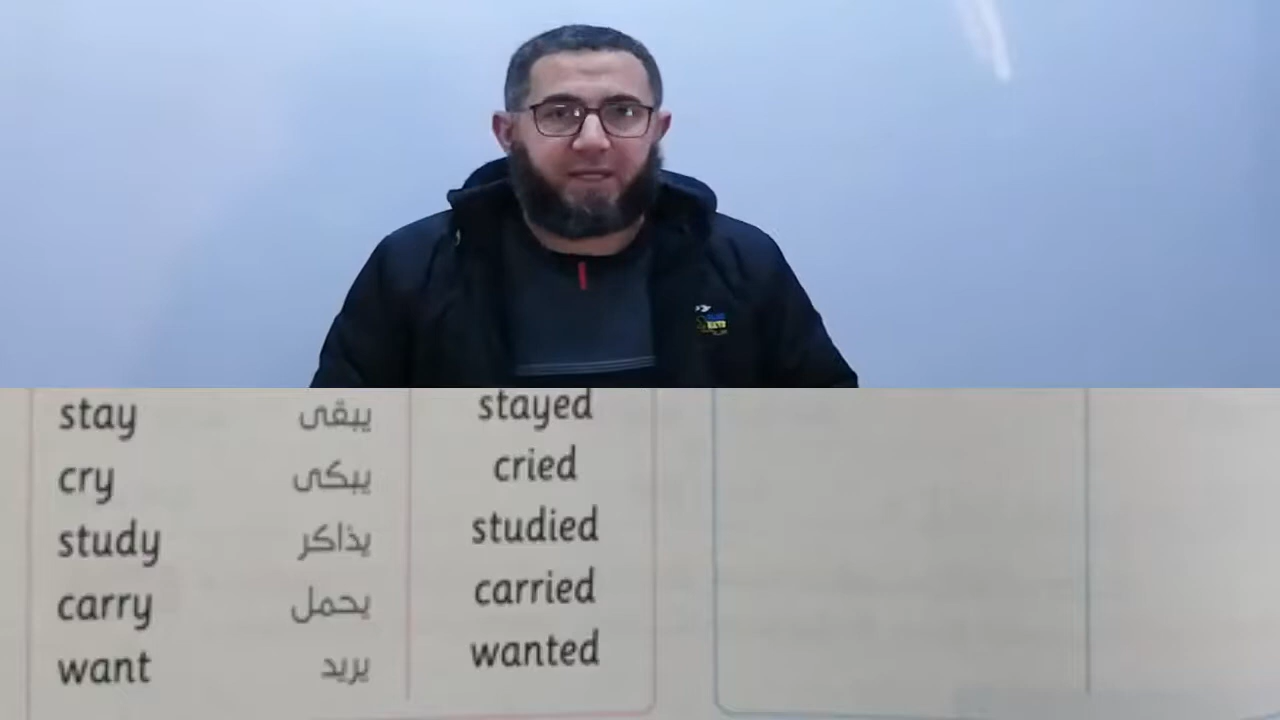 stay يبقى stayed
cry يبكى cried
study يذاكر studied
carry يحمل carried
want يريد wanted